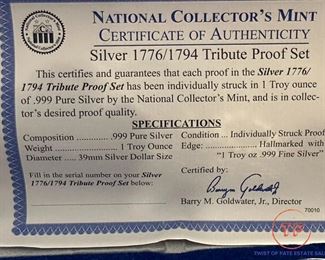 NATIONAL COLLECTOR'S MINT
CERTIFICATE OF AUTHENTICITY
Silver 1776/1794 Tribute Proof Set
This certifies and guarantees that each proof in the Silver 1776/
1794 Tribute Proof Set has been individually struck in 1 Troy ounce
of .999 Pure Silver by the National Collector's Mint, and is in collec-
tor's desired proof quality.
SPECIFICATIONS
Composition .................. .999 Pure Silver
Weight ......................... 1 Troy Ounce
Diameter ..... 39mm Silver Dollar Size
Condition ... Individually Struck Proof
Edge: ................. Hallmarked with
"1 Troy oz .999 Fine Silver"
Fill in the serial number on your Silver
1776/1794 Tribute Proof Set below:
Certified by:
Barry M. Goldwater, Jr., Director
70010
TWIST OF FATE ESTATE SALES